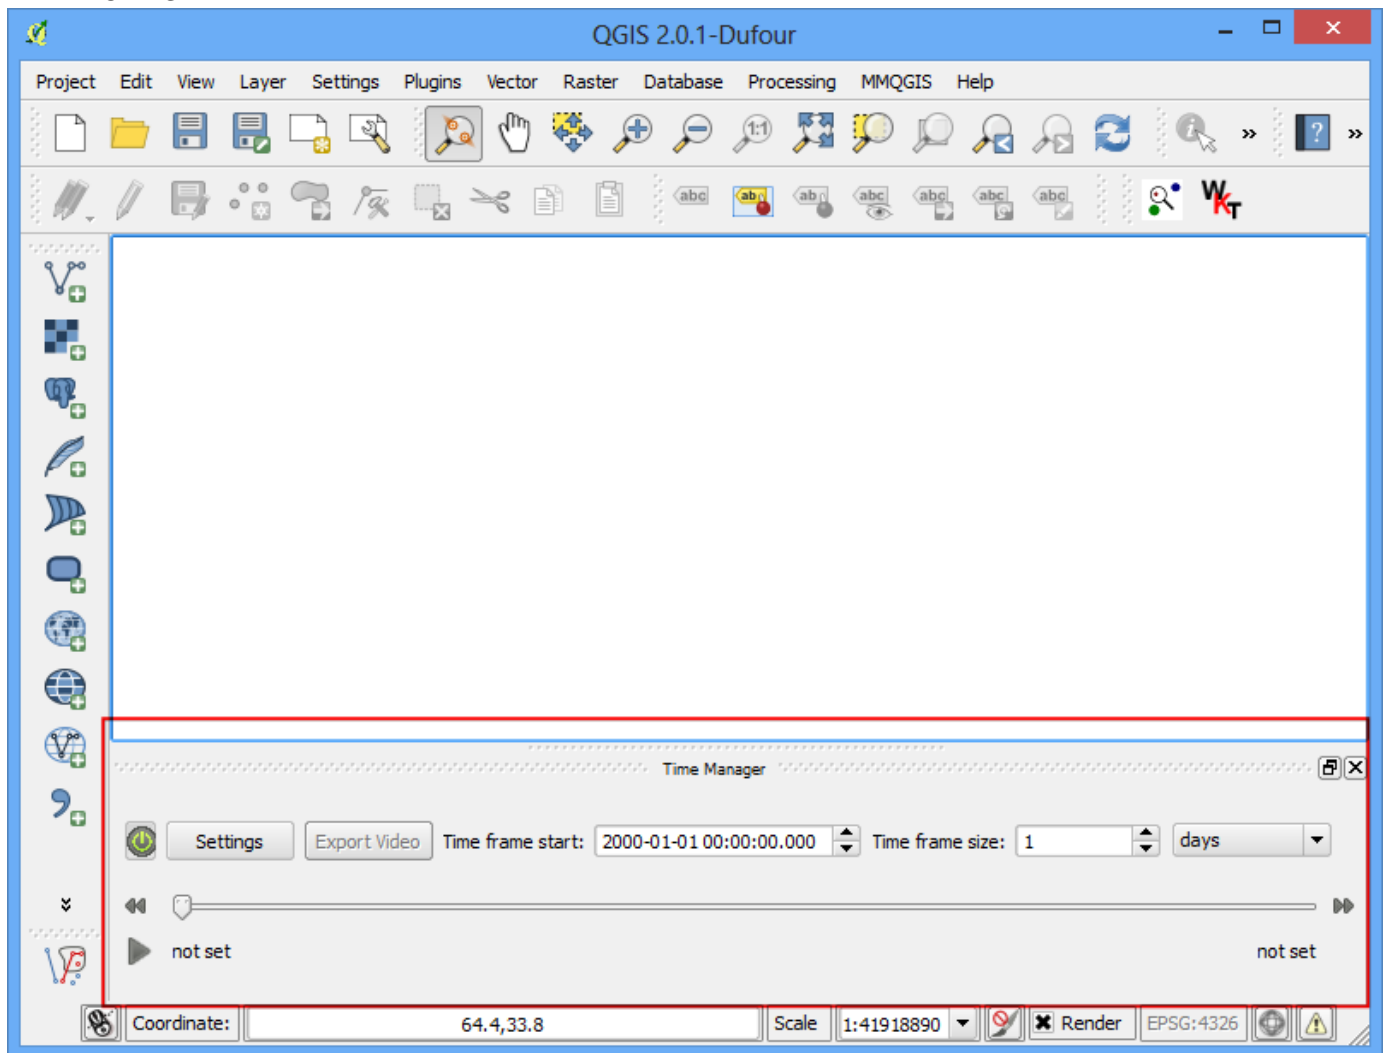 QGIS 2.0.1-Dufour
Project Edit View Layer Settings Plugins Vector Raster Database Processing MMQGIS Help
1:1 ? »
»
abc ab ab abc abc abc abc WKT
Time Manager
Settings Export Video Time frame start: 2000-01-01 00:00:00.000 Time frame size: 1 days
not set not set
Coordinate: 64.4,33.8 Scale 1:41918890 Render EPSG:4326